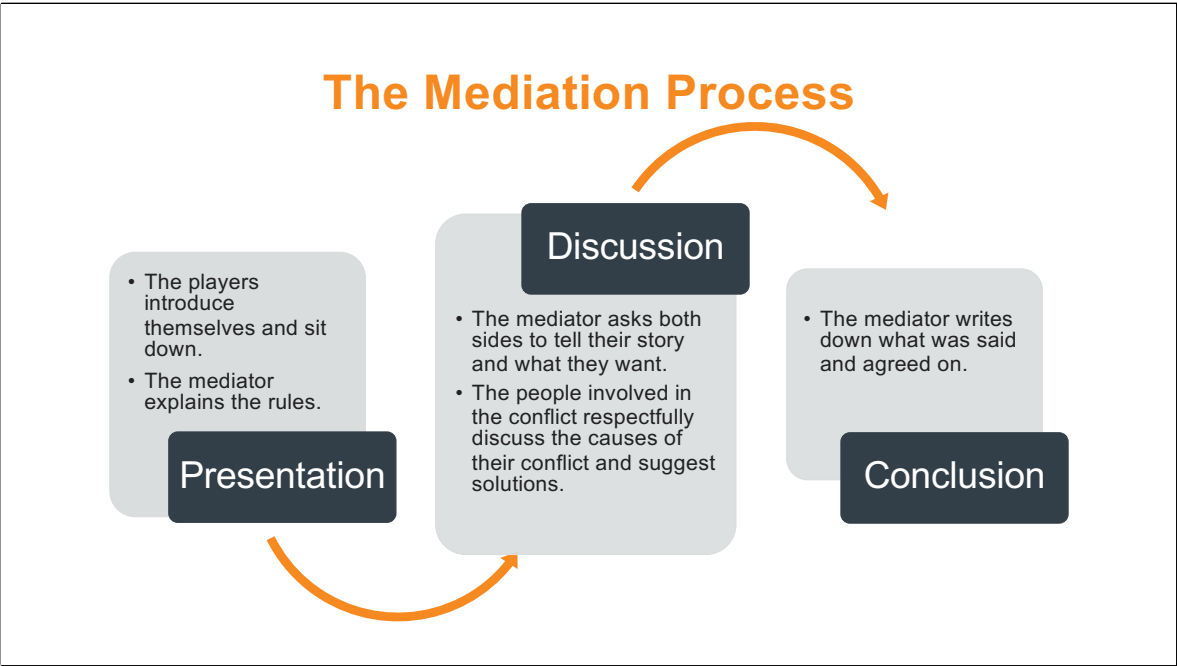 The Mediation Process
• The players
introduce
themselves and sit
down.
• The mediator
explains the rules.
Presentation
Discussion
• The mediator asks both
sides to tell their story
and what they want.
• The people involved in
the conflict respectfully
discuss the causes of
their conflict and suggest
solutions.
• The mediator writes
down what was said
and agreed on.
Conclusion